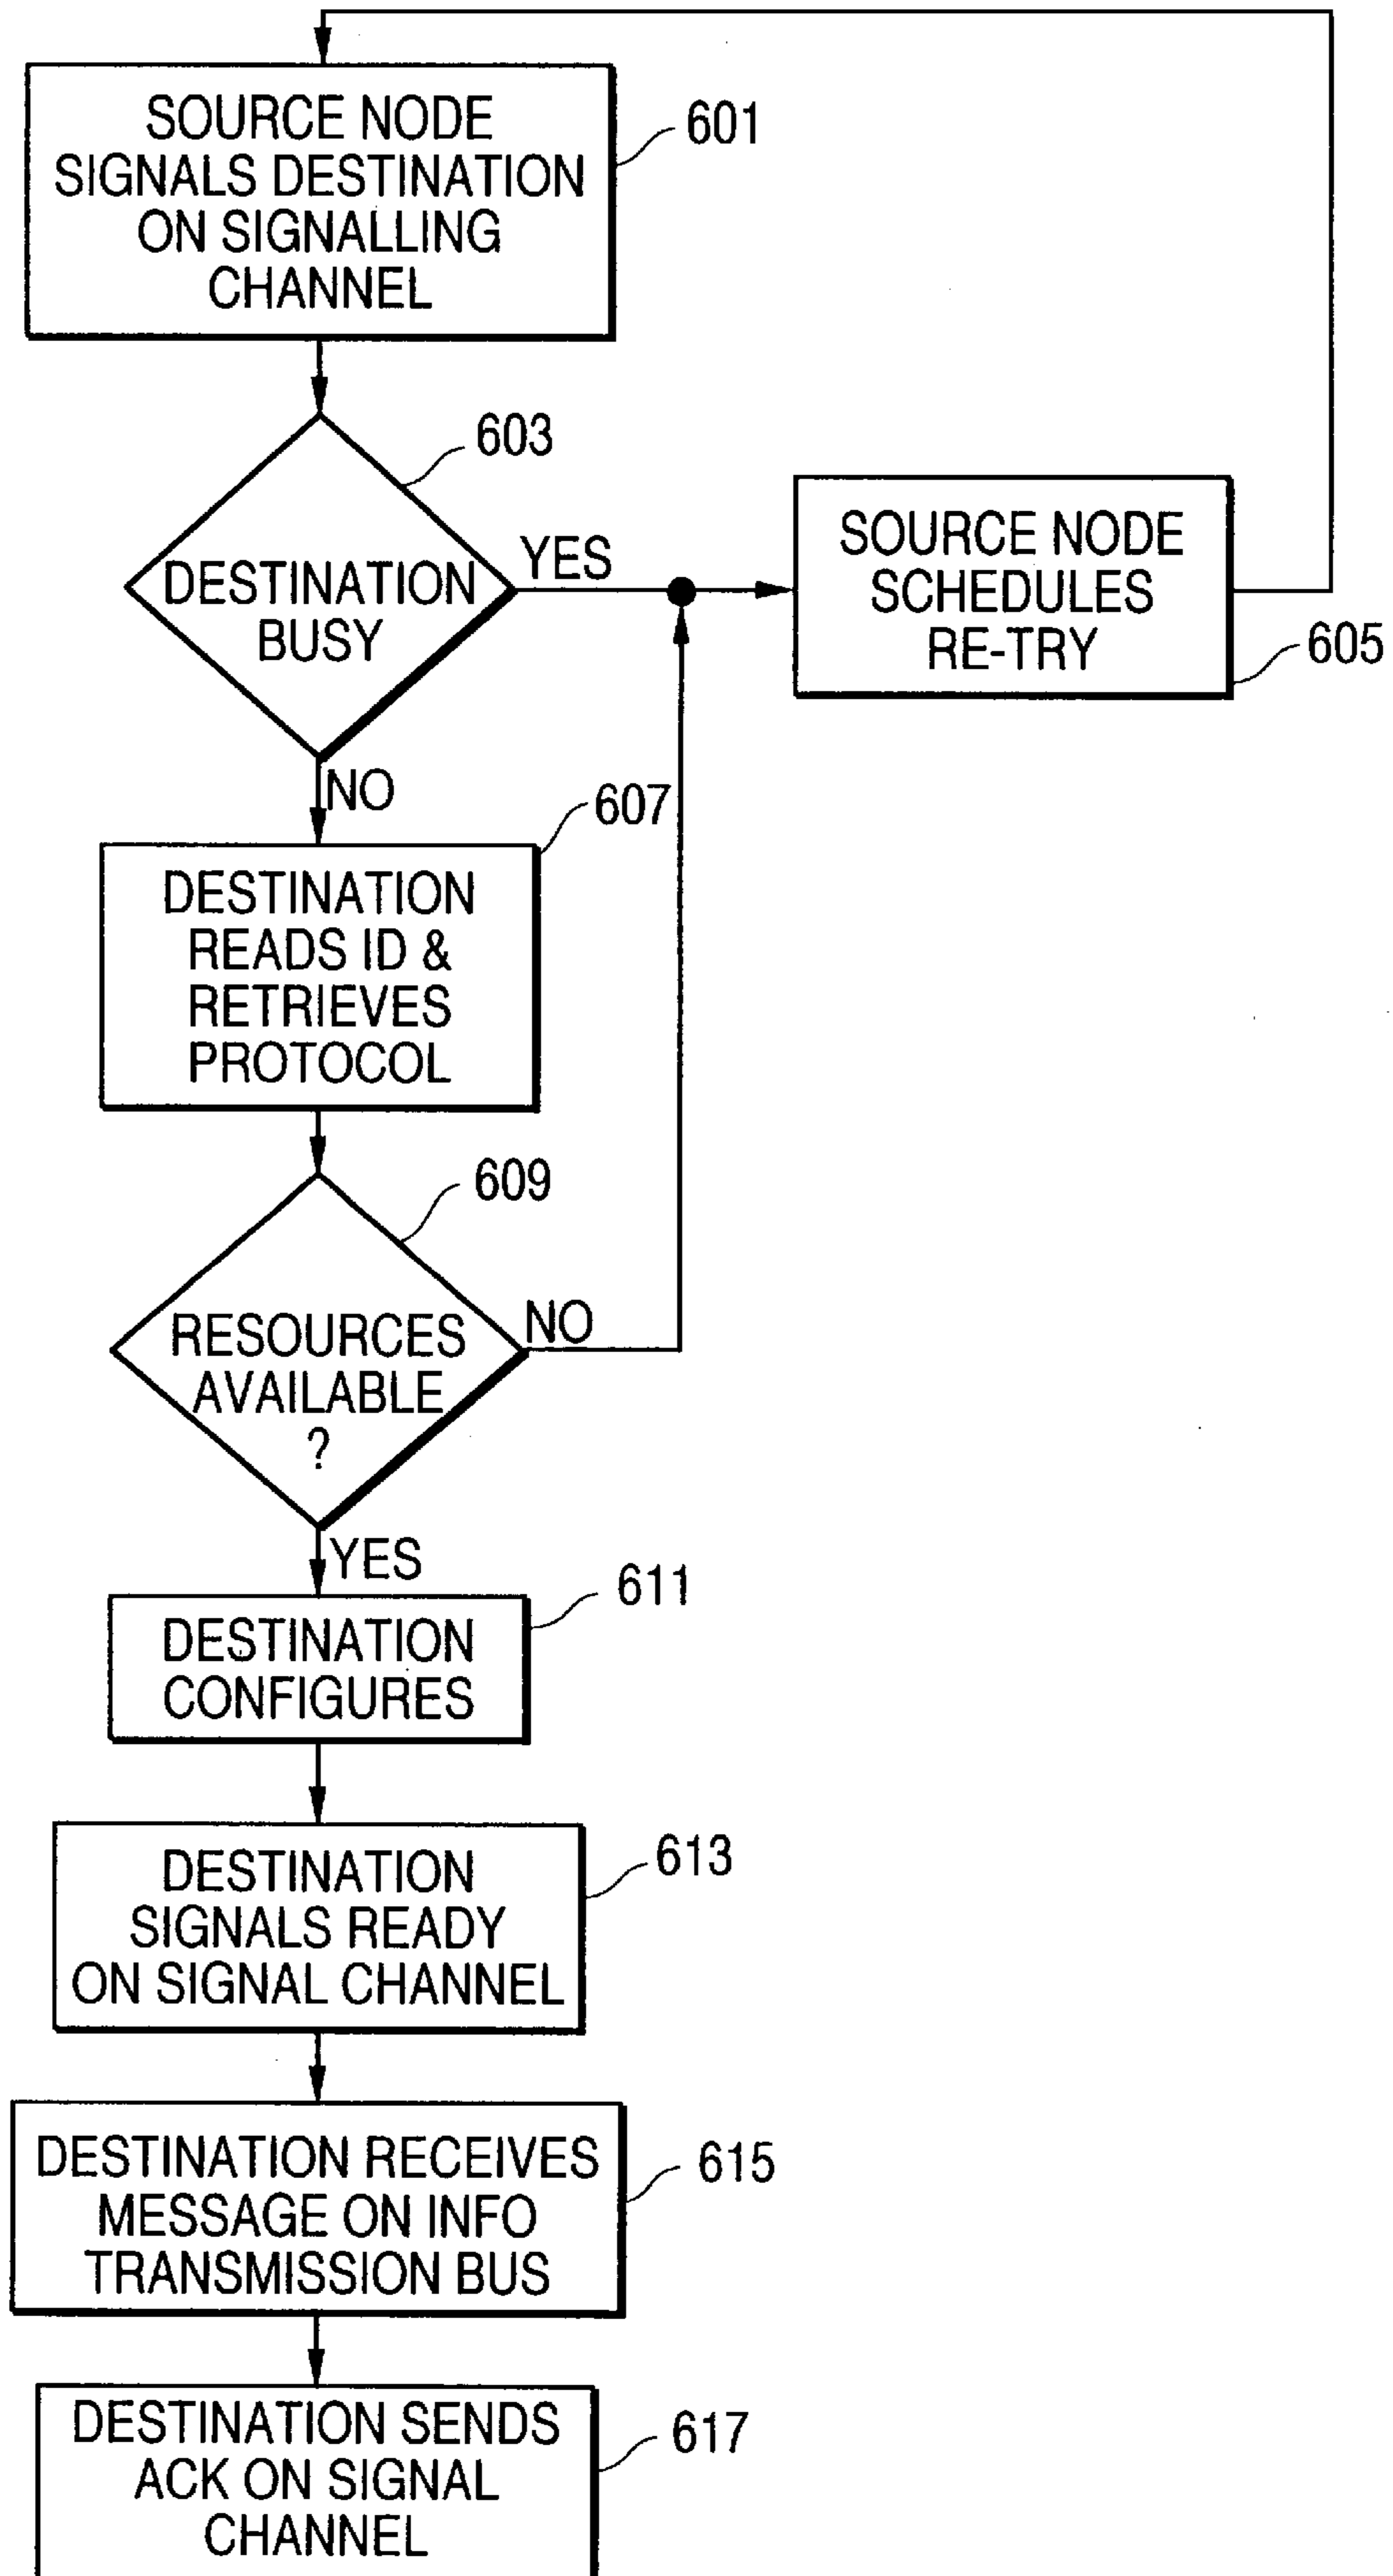 SOURCE NODE
SIGNALS DESTINATION
ON SIGNALLING
CHANNEL
601
603
DESTINATION
BUSY
YES
NO
SOURCE NODE
SCHEDULES
RE-TRY
605
607
DESTINATION
READS ID &
RETRIEVES
PROTOCOL
609
RESOURCES
AVAILABLE
?
NO
YES
611
DESTINATION
CONFIGURES
613
DESTINATION
SIGNALS READY
ON SIGNAL CHANNEL
615
DESTINATION RECEIVES
MESSAGE ON INFO
TRANSMISSION BUS
617
DESTINATION SENDS
ACK ON SIGNAL
CHANNEL